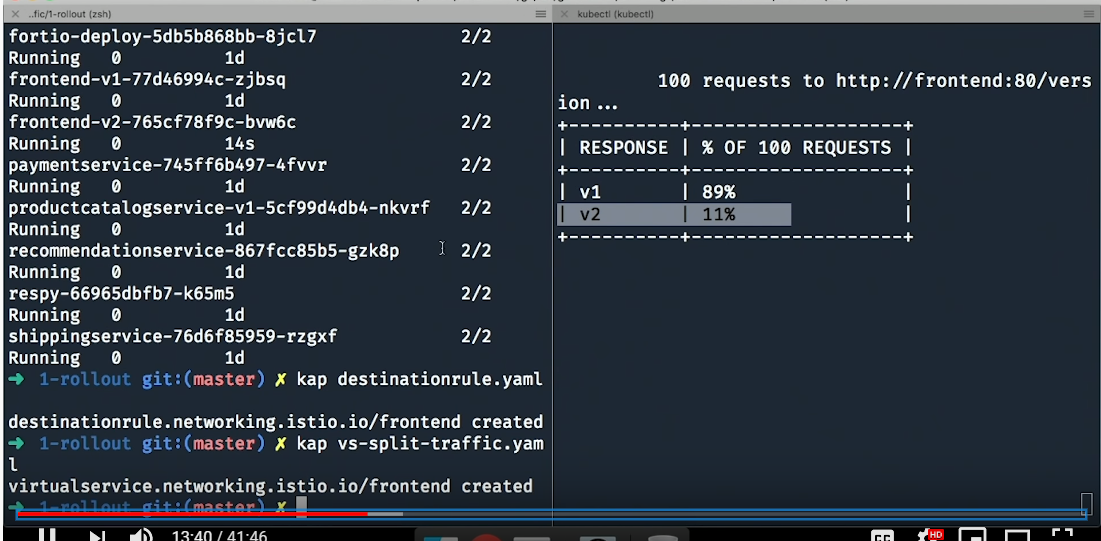 ..fic/1-rollout (zsh)
fortio-deploy-5db5b868bb-8jcl7 2/2
Running 0 1d
frontend-v1-77d46994c-zjbsq 2/2
Running 0 1d
frontend-v2-765cf78f9c-bvw6c 2/2
Running 0 14s
paymentservice-745ff6b497-4fvvr 2/2
Running 0 1d
productcatalogservice-v1-5cf99d4db4-nkvrf 2/2
Running 0 1d
recommendationservice-867fcc85b5-gzk8p 2/2
Running 0 1d
respy-66965dbfb7-k65m5 2/2
Running 0 1d
shippingservice-76d6f85959-rzgxf 2/2
Running 0 1d
➜ 1-rollout git:(master) ✗ kap destinationrule.yaml
destinationrule.networking.istio.io/frontend created
➜ 1-rollout git:(master) ✗ kap vs-split-traffic.yam
l
virtualservice.networking.istio.io/frontend created
➜ 1-rollout git:(master) ✗
kubectl (kubectl)
100 requests to http://frontend:80/vers
ion...
+----------+-------------------+
| RESPONSE | % OF 100 REQUESTS |
+----------+-------------------+
| v1 | 89% |
| v2 | 11% |
+----------+-------------------+
13:40 / 41:46
CC
HD